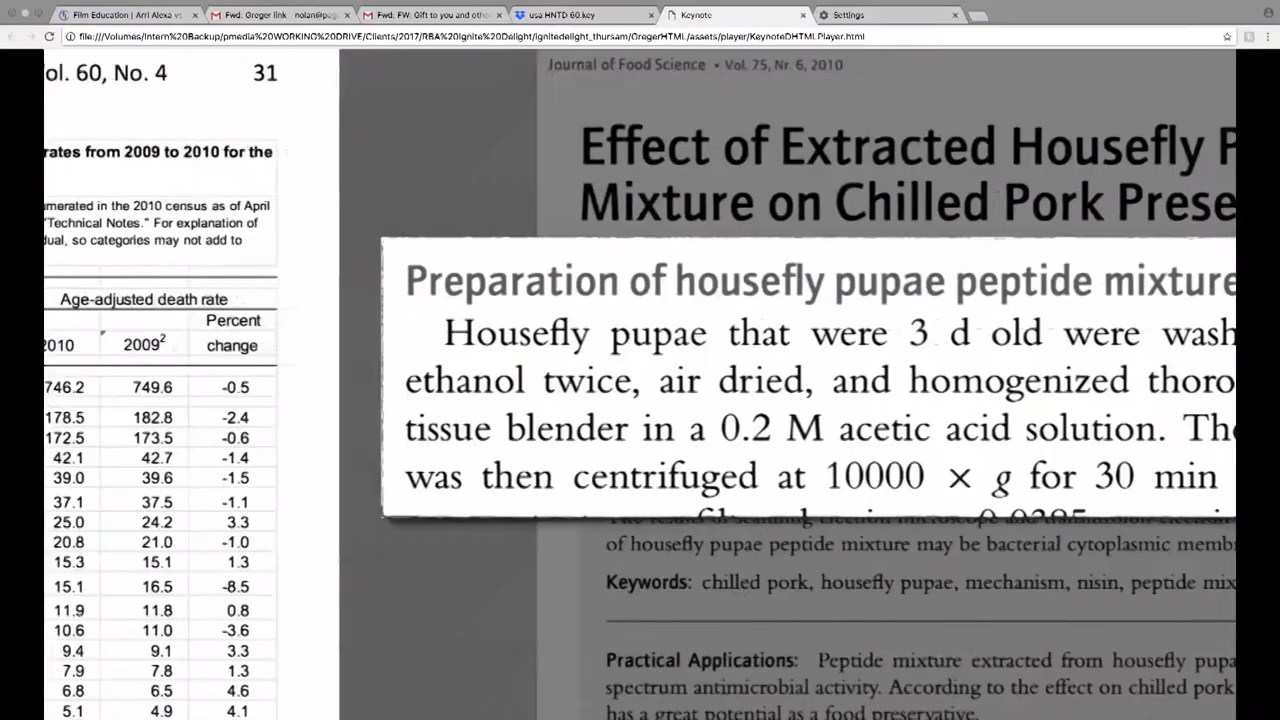 Film Education | Arri Alexa vs.
Fwd: Greger link - nolan@pag
Fwd: FW: Gift to you and other
usa HNTD 60.key
Keynote
Settings
file:///Volumes/Intern%20Backup/pmedia%20WORKING%20DRIVE/Clients/2017/RBA%20Ignite%20Delight/ignitedelight_thursam/GregerHTML/assets/player/KeynoteDHTMLPlayer.html
ol. 60, No. 4 31
rates from 2009 to 2010 for the
merated in the 2010 census as of April
"Technical Notes." For explanation of
dual, so categories may not add to
Age-adjusted death rate
2010 2009² Percent
change
746.2 749.6 -0.5
178.5 182.8 -2.4
172.5 173.5 -0.6
42.1 42.7 -1.4
39.0 39.6 -1.5
37.1 37.5 -1.1
25.0 24.2 3.3
20.8 21.0 -1.0
15.3 15.1 1.3
15.1 16.5 -8.5
11.9 11.8 0.8
10.6 11.0 -3.6
9.4 9.1 3.3
7.9 7.8 1.3
6.8 6.5 4.6
5.1 4.9 4.1
Journal of Food Science • Vol. 75, Nr. 6, 2010
Effect of Extracted Housefly P
Mixture on Chilled Pork Prese
Preparation of housefly pupae peptide mixture
Housefly pupae that were 3 d old were wash
ethanol twice, air dried, and homogenized thoro
tissue blender in a 0.2 M acetic acid solution. The
was then centrifuged at 10000 × g for 30 min
of housefly pupae peptide mixture may be bacterial cytoplasmic memb
Keywords: chilled pork, housefly pupae, mechanism, nisin, peptide mix
Practical Applications: Peptide mixture extracted from housefly pupa
spectrum antimicrobial activity. According to the effect on chilled pork
has a great potential as a food preservative.